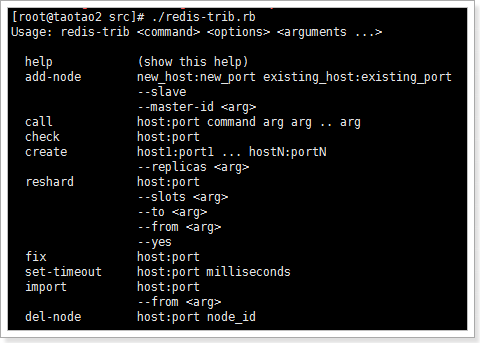 [root@taotao2 src]# ./redis-trib.rb
Usage: redis-trib <command> <options> <arguments ...>

  help            (show this help)
  add-node        new_host:new_port existing_host:existing_port
                  --slave
                  --master-id <arg>
  call            host:port command arg arg .. arg
  check           host:port
  create          host1:port1 ... hostN:portN
                  --replicas <arg>
  reshard         host:port
                  --slots <arg>
                  --to <arg>
                  --from <arg>
                  --yes
  fix             host:port
  set-timeout     host:port milliseconds
  import          host:port
                  --from <arg>
  del-node        host:port node_id